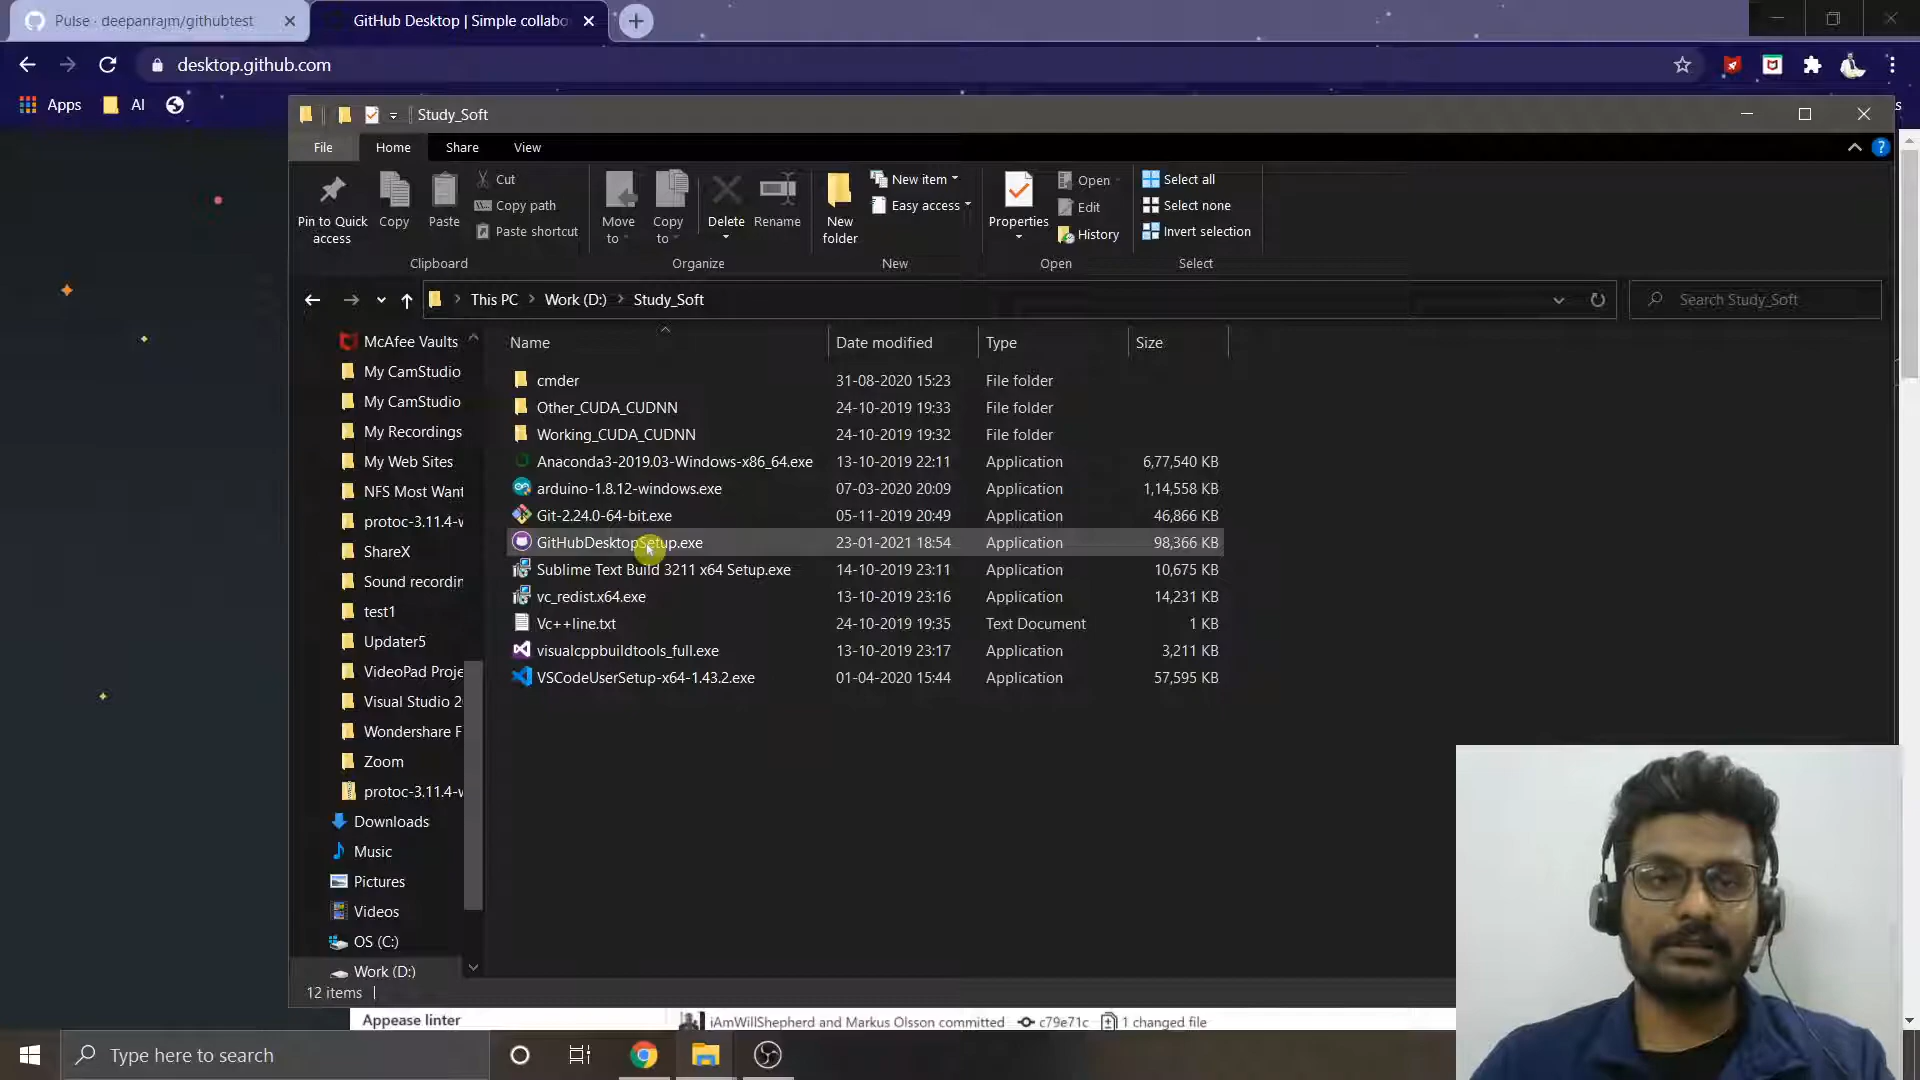 Pulse · deepanrajm/githubtest
GitHub Desktop | Simple collabo
desktop.github.com
Apps
AI
Study_Soft
File
Home
Share
View
Pin to Quick access
Copy
Paste
Cut
Copy path
Paste shortcut
Clipboard
Move to
Copy to
Delete
Rename
Organize
New folder
New item
Easy access
New
Properties
Open
Edit
History
Open
Select all
Select none
Invert selection
Select
This PC
Work (D:)
Study_Soft
Search Study_Soft
McAfee Vaults
My CamStudio
My CamStudio
My Recordings
My Web Sites
NFS Most Want
protoc-3.11.4-w
ShareX
Sound recordin
test1
Updater5
VideoPad Proje
Visual Studio 2
Wondershare F
Zoom
protoc-3.11.4-w
Downloads
Music
Pictures
Videos
OS (C:)
Work (D:)
Name Date modified Type Size
cmder 31-08-2020 15:23 File folder
Other_CUDA_CUDNN 24-10-2019 19:33 File folder
Working_CUDA_CUDNN 24-10-2019 19:32 File folder
Anaconda3-2019.03-Windows-x86_64.exe 13-10-2019 22:11 Application 6,77,540 KB
arduino-1.8.12-windows.exe 07-03-2020 20:09 Application 1,14,558 KB
Git-2.24.0-64-bit.exe 05-11-2019 20:49 Application 46,866 KB
GitHubDesktopSetup.exe 23-01-2021 18:54 Application 98,366 KB
Sublime Text Build 3211 x64 Setup.exe 14-10-2019 23:11 Application 10,675 KB
vc_redist.x64.exe 13-10-2019 23:16 Application 14,231 KB
Vc++line.txt 24-10-2019 19:35 Text Document 1 KB
visualcppbuildtools_full.exe 13-10-2019 23:17 Application 3,211 KB
VSCodeUserSetup-x64-1.43.2.exe 01-04-2020 15:44 Application 57,595 KB
12 items
Appease linter
iAmWillShepherd and Markus Olsson committed c79e71c 1 changed file
Type here to search